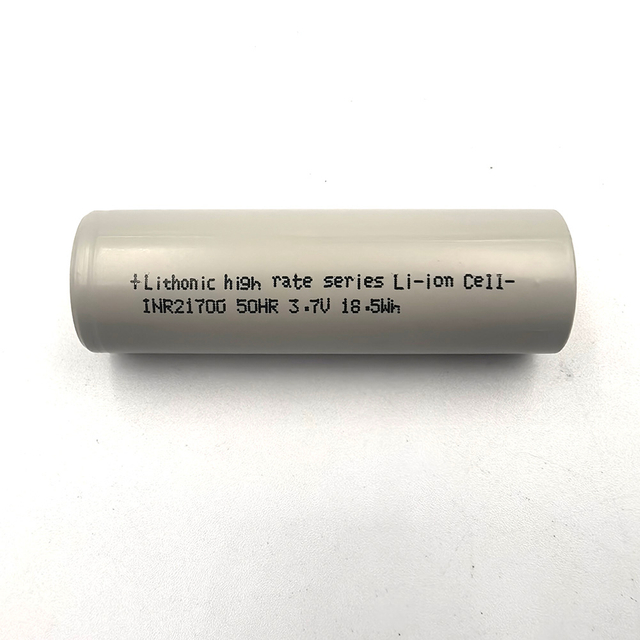 +Lithonic high rate series Li-ion Cell-
INR21700 50HR 3.7V 18.5Wh